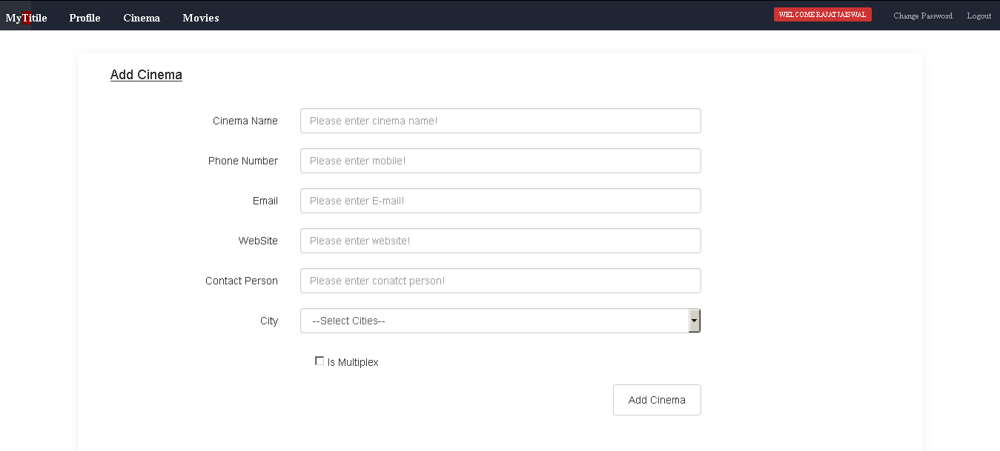 MyTitile Profile Cinema Movies WELCOME RAJAT JAISWAL Change Password Logout
Add Cinema
Cinema Name Please enter cinema name!
Phone Number Please enter mobile!
Email Please enter E-mail!
WebSite Please enter website!
Contact Person Please enter conatct person!
City --Select Cities--
Is Multiplex
Add Cinema